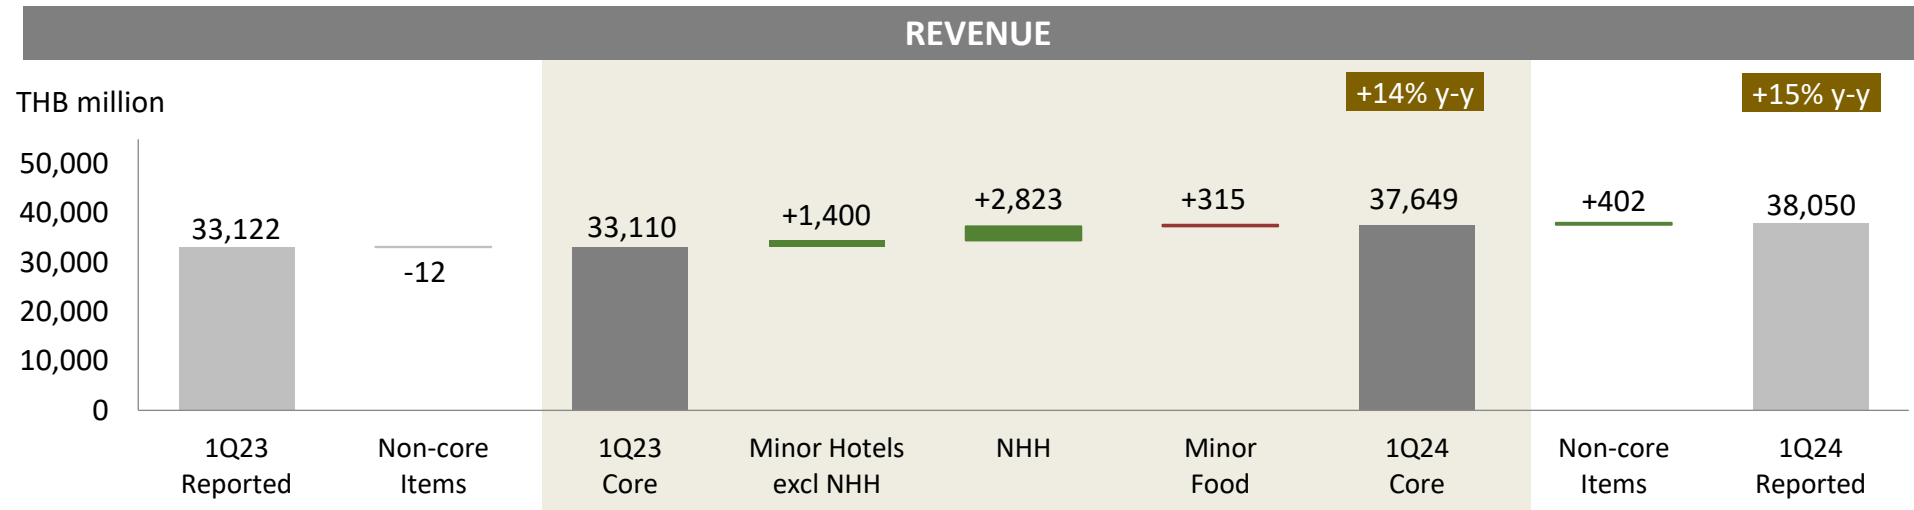 REVENUE
THB million
+14% y-y
+15% y-y
50,000
40,000
30,000
20,000
10,000
0
33,122
-12
33,110
+1,400
+2,823
+315
37,649
+402
38,050
1Q23
Reported
Non-core
Items
1Q23
Core
Minor Hotels
excl NHH
NHH
Minor
Food
1Q24
Core
Non-core
Items
1Q24
Reported